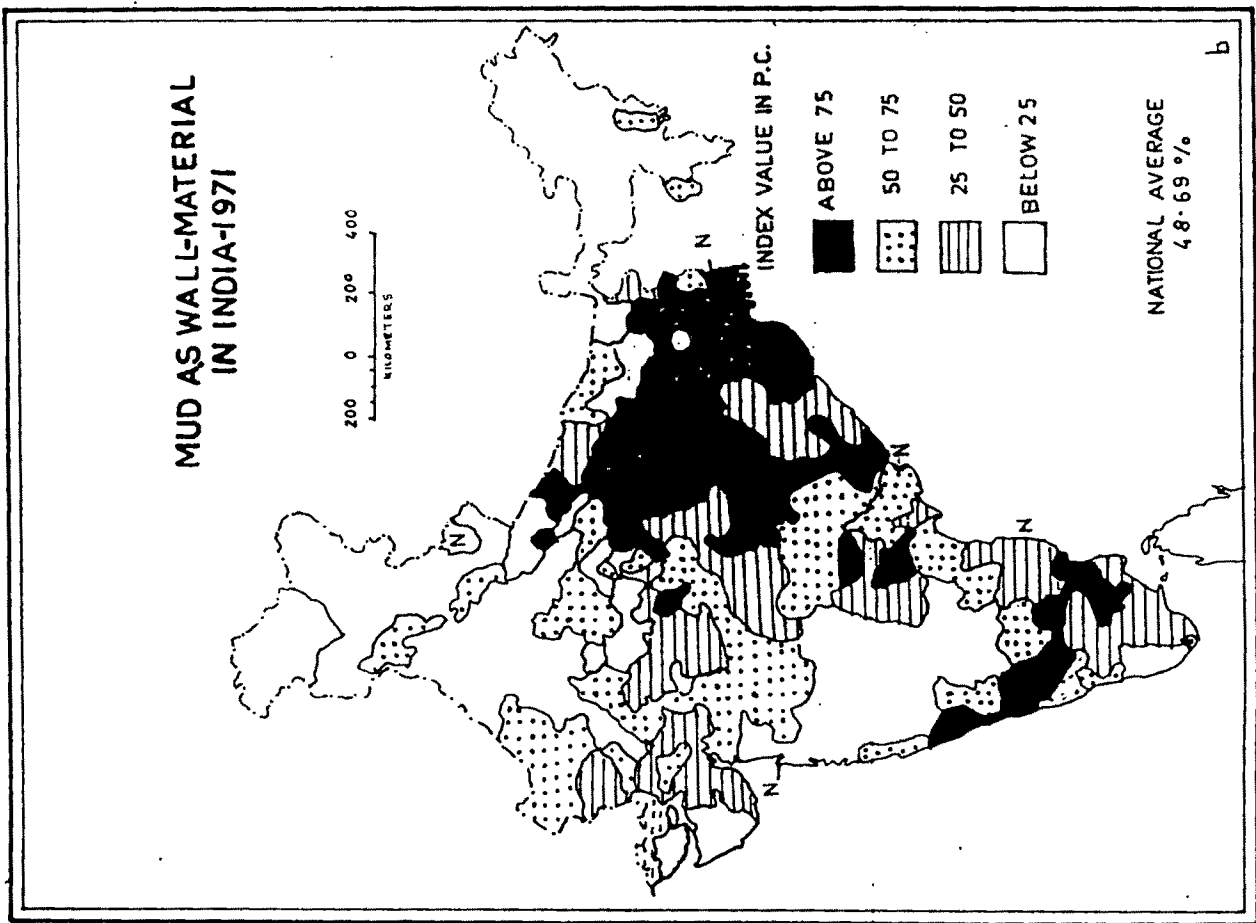 MUD AS WALL-MATERIAL
IN INDIA-1971
200 0 200 400
KILOMETERS
N
N
N
N
N
INDEX VALUE IN P.C.
ABOVE 75
50 TO 75
25 TO 50
BELOW 25
NATIONAL AVERAGE
48·69 %
b